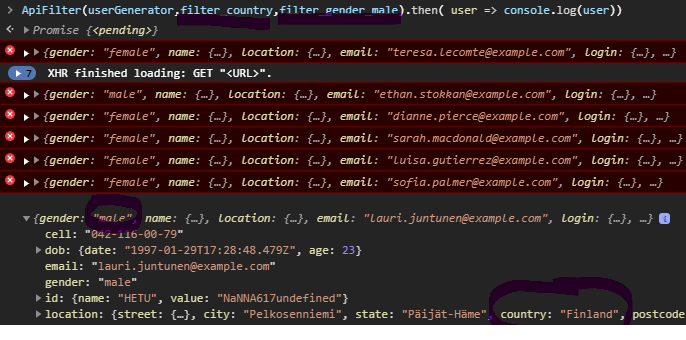 > ApiFilter(userGenerator,filter_country,filter_gender_male).then( user => console.log(user))
<· ▶Promise {<pending>}
▶{gender: "female", name: {…}, location: {…}, email: "teresa.lecomte@example.com", login: {…}, …}
▶ 7 XHR finished loading: GET "<URL>".
▶▶{gender: "male", name: {…}, location: {…}, email: "ethan.stokkan@example.com", login: {…}, …}
▶▶{gender: "female", name: {…}, location: {…}, email: "dianne.pierce@example.com", login: {…}, …}
▶▶{gender: "female", name: {…}, location: {…}, email: "sarah.macdonald@example.com", login: {…}, …}
▶▶{gender: "female", name: {…}, location: {…}, email: "luisa.gutierrez@example.com", login: {…}, …}
▶▶{gender: "female", name: {…}, location: {…}, email: "sofia.palmer@example.com", login: {…}, …}
▼{gender: "male", name: {…}, location: {…}, email: "lauri.juntunen@example.com", login: {…}, …} i
cell: "042-116-00-79"
▶dob: {date: "1997-01-29T17:28:48.479Z", age: 23}
email: "lauri.juntunen@example.com"
gender: "male"
▶id: {name: "HETU", value: "NaNNA617undefined"}
▶location: {street: {…}, city: "Pelkosenniemi", state: "Päijät-Häme", country: "Finland", postcode